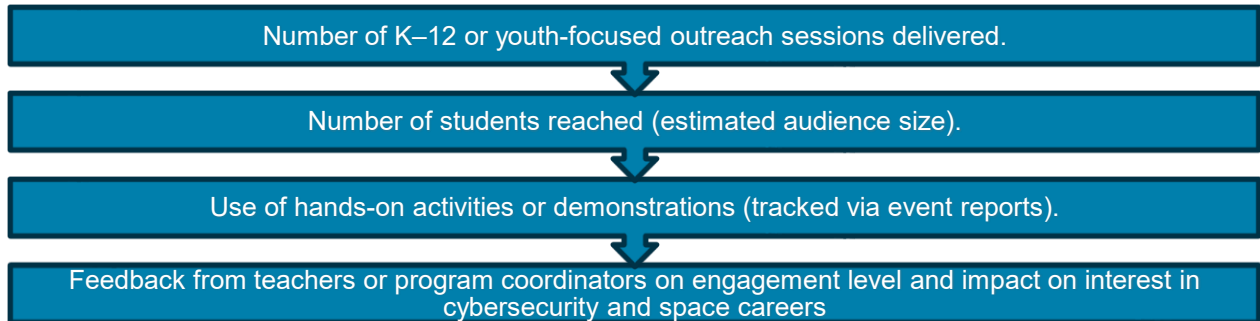 Number of K–12 or youth-focused outreach sessions delivered.
Number of students reached (estimated audience size).
Use of hands-on activities or demonstrations (tracked via event reports).
Feedback from teachers or program coordinators on engagement level and impact on interest in
cybersecurity and space careers